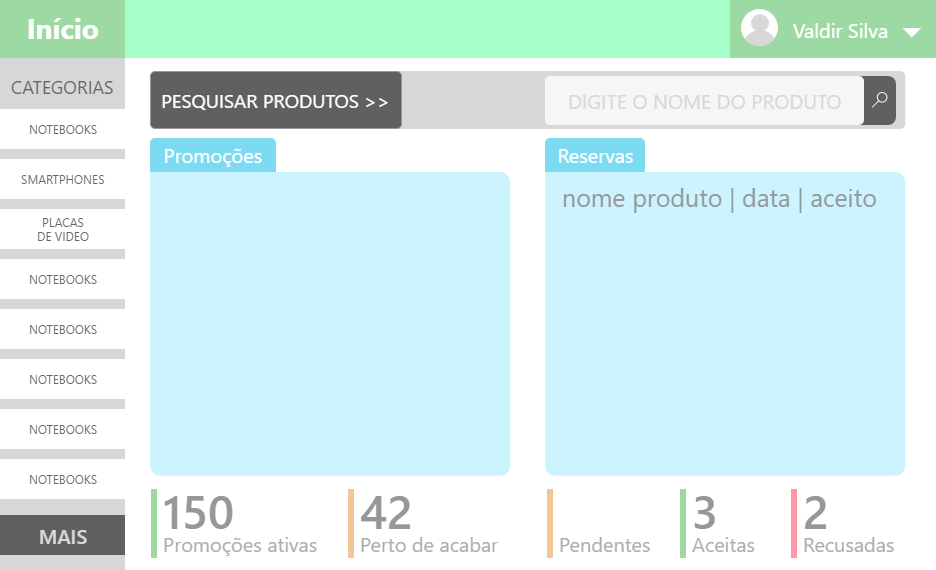 Início
Valdir Silva
CATEGORIAS
NOTEBOOKS
SMARTPHONES
PLACAS
DE VIDEO
NOTEBOOKS
NOTEBOOKS
NOTEBOOKS
NOTEBOOKS
NOTEBOOKS
MAIS
PESQUISAR PRODUTOS >>
DIGITE O NOME DO PRODUTO
Promoções
Reservas
nome produto | data | aceito
150
Promoções ativas
42
Perto de acabar
Pendentes
3
Aceitas
2
Recusadas